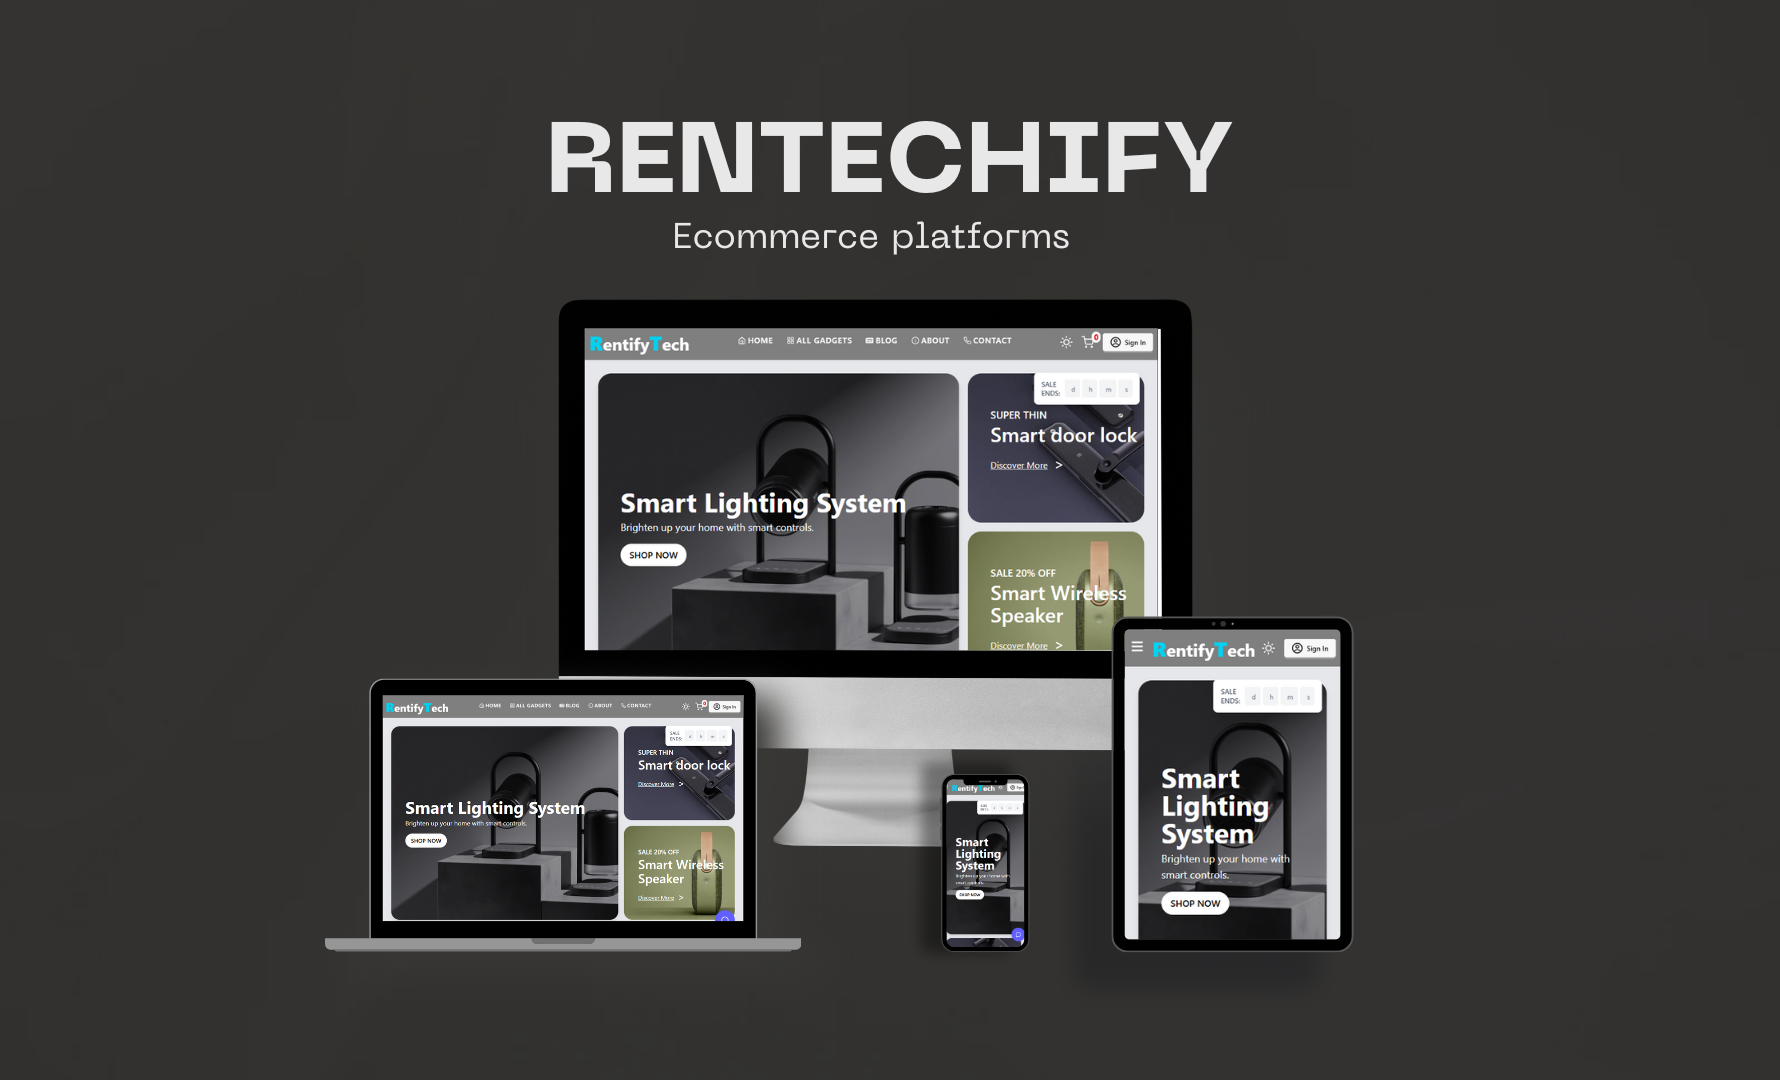 RENTECHIFY
Ecommerce platforms
RentifyTech
HOME
ALL GADGETS
BLOG
ABOUT
CONTACT
0
Sign In
SALE
ENDS:
d h m s
SUPER THIN
Smart door lock
Discover More >
Smart Lighting System
Brighten up your home with smart controls.
SHOP NOW
SALE 20% OFF
Smart Wireless
Speaker
Discover More >
RentifyTech
HOME
ALL GADGETS
BLOG
ABOUT
CONTACT
0
Sign In
SALE
ENDS:
d h m s
SUPER THIN
Smart door lock
Discover More >
Smart Lighting System
Brighten up your home with smart controls.
SHOP NOW
SALE 20% OFF
Smart Wireless
Speaker
Discover More >
RentifyTech
Smart
Lighting
System
Brighten up your home with
smart controls.
SHOP NOW
RentifyTech
Sign In
SALE
ENDS:
d h m s
Smart
Lighting
System
Brighten up your home with
smart controls.
SHOP NOW